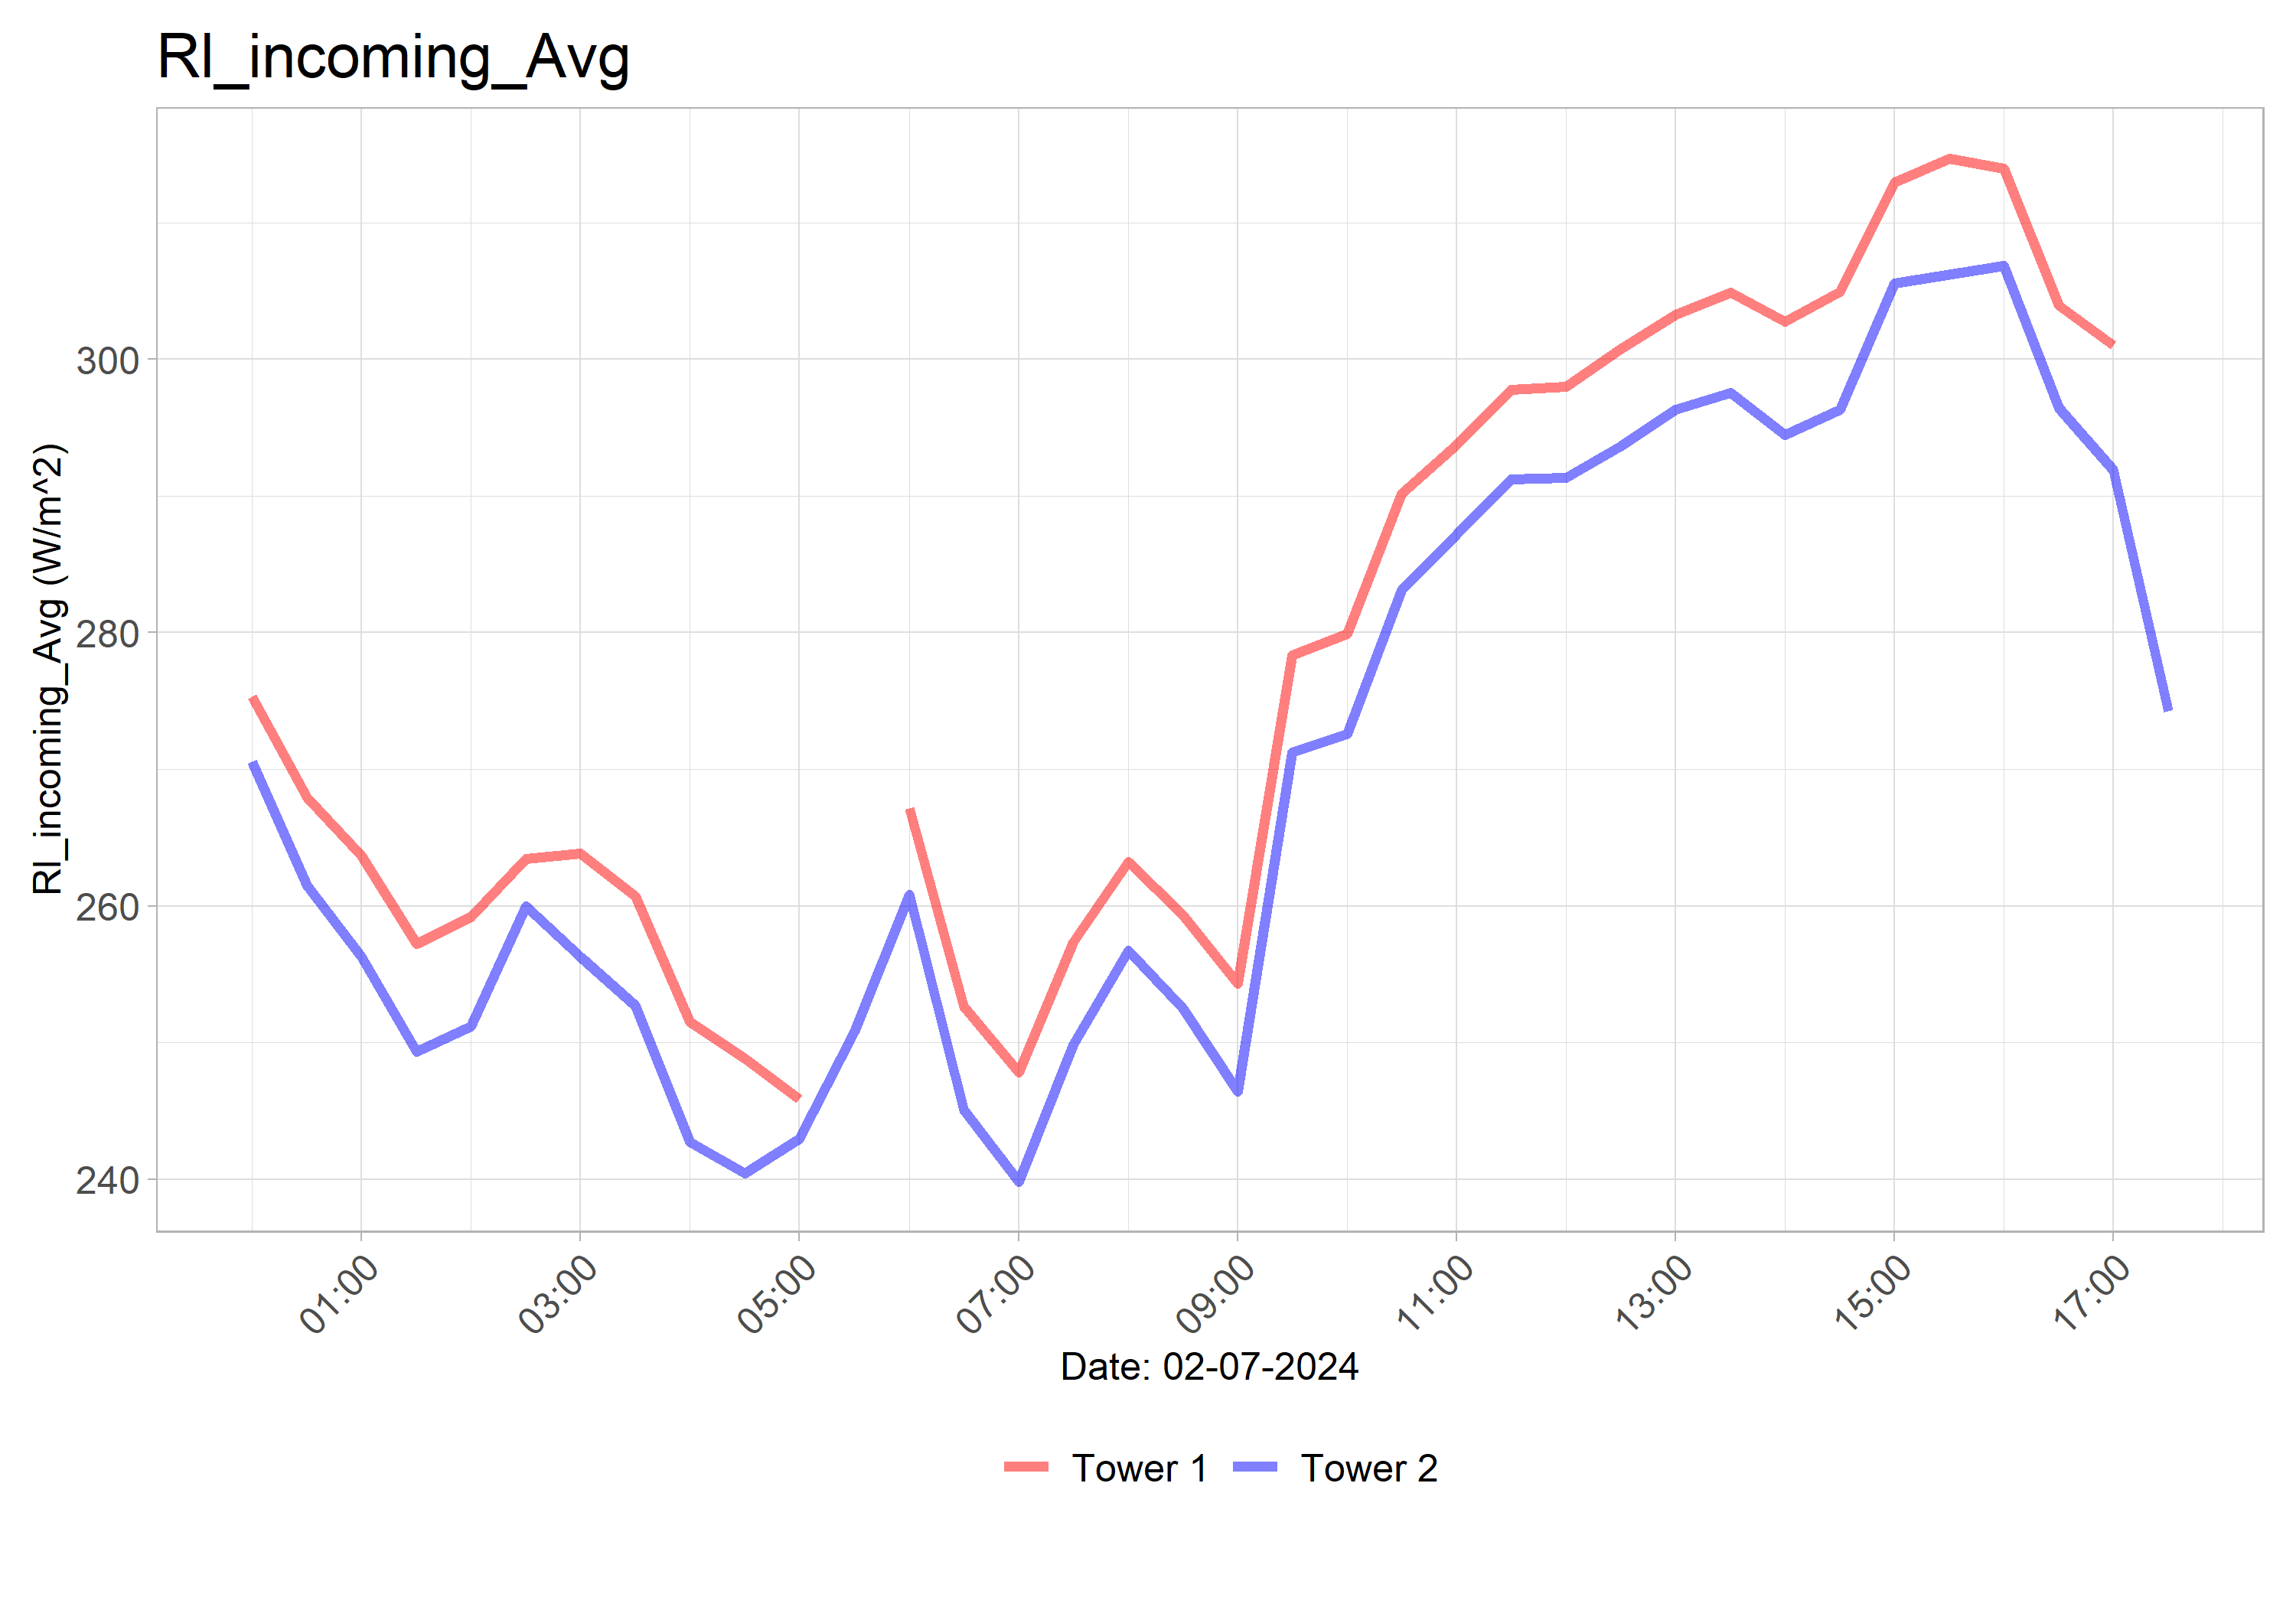 Rl_incoming_Avg
Rl_incoming_Avg (W/m^2)
300
280
260
240
01:00
03:00
05:00
07:00
09:00
11:00
13:00
15:00
17:00
Date: 02-07-2024
Tower 1
Tower 2